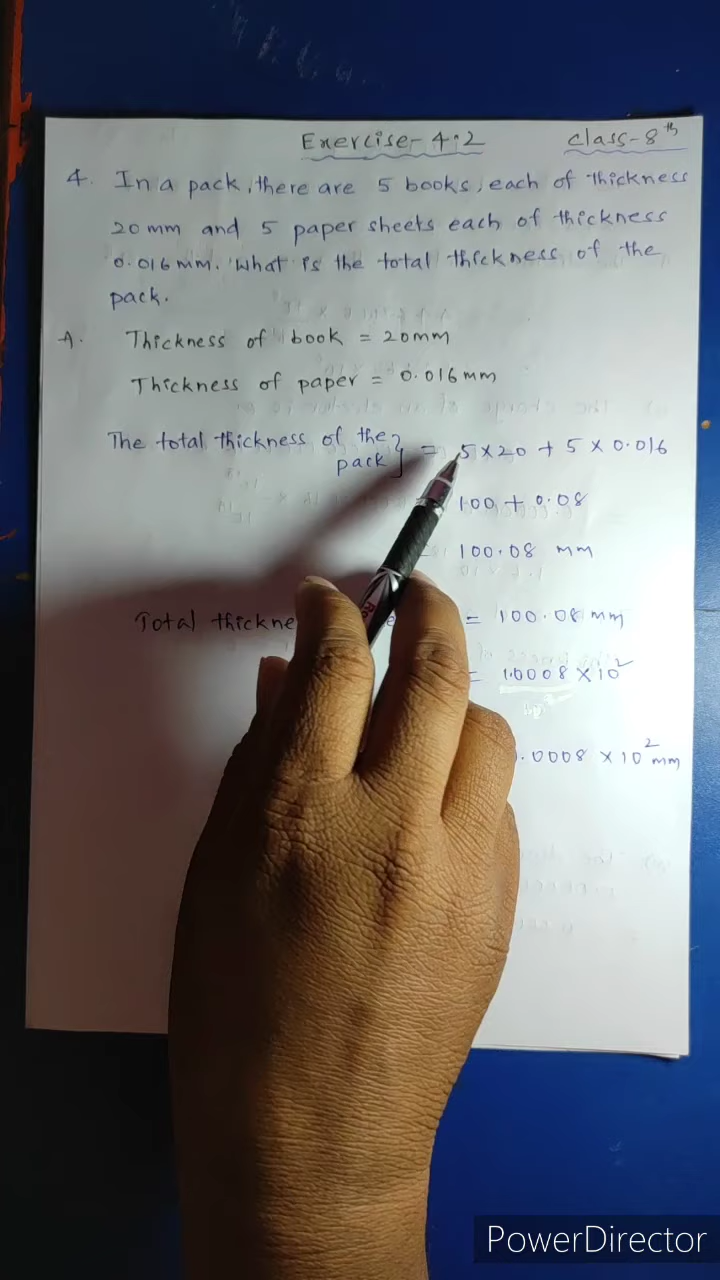 Exercise-4.2 class-8th
4. In a pack, there are 5 books, each of thickness
20mm and 5 paper sheets each of thickness
0.016mm. What is the total thickness of the
pack.
A. Thickness of book = 20mm
Thickness of paper = 0.016mm
The total thickness of the
pack } = 5 × 20 + 5 × 0.016
100 + 0.08
100.08 mm
Total thickne = 100.08 mm
= 1.0008 × 10²
.0008 × 10² mm
PowerDirector